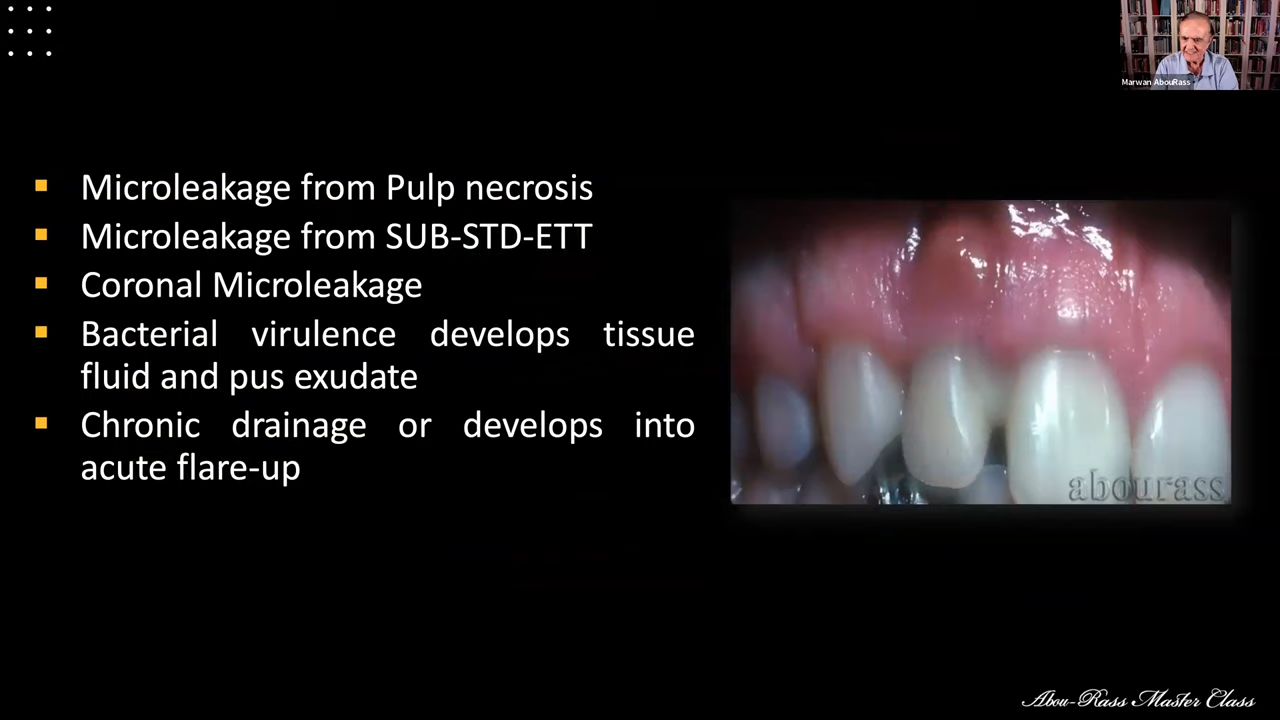 Marwan AbouRass
Microleakage from Pulp necrosis
Microleakage from SUB-STD-ETT
Coronal Microleakage
Bacterial virulence develops tissue
fluid and pus exudate
Chronic drainage or develops into
acute flare-up
abourass
Abou-Rass Master Class